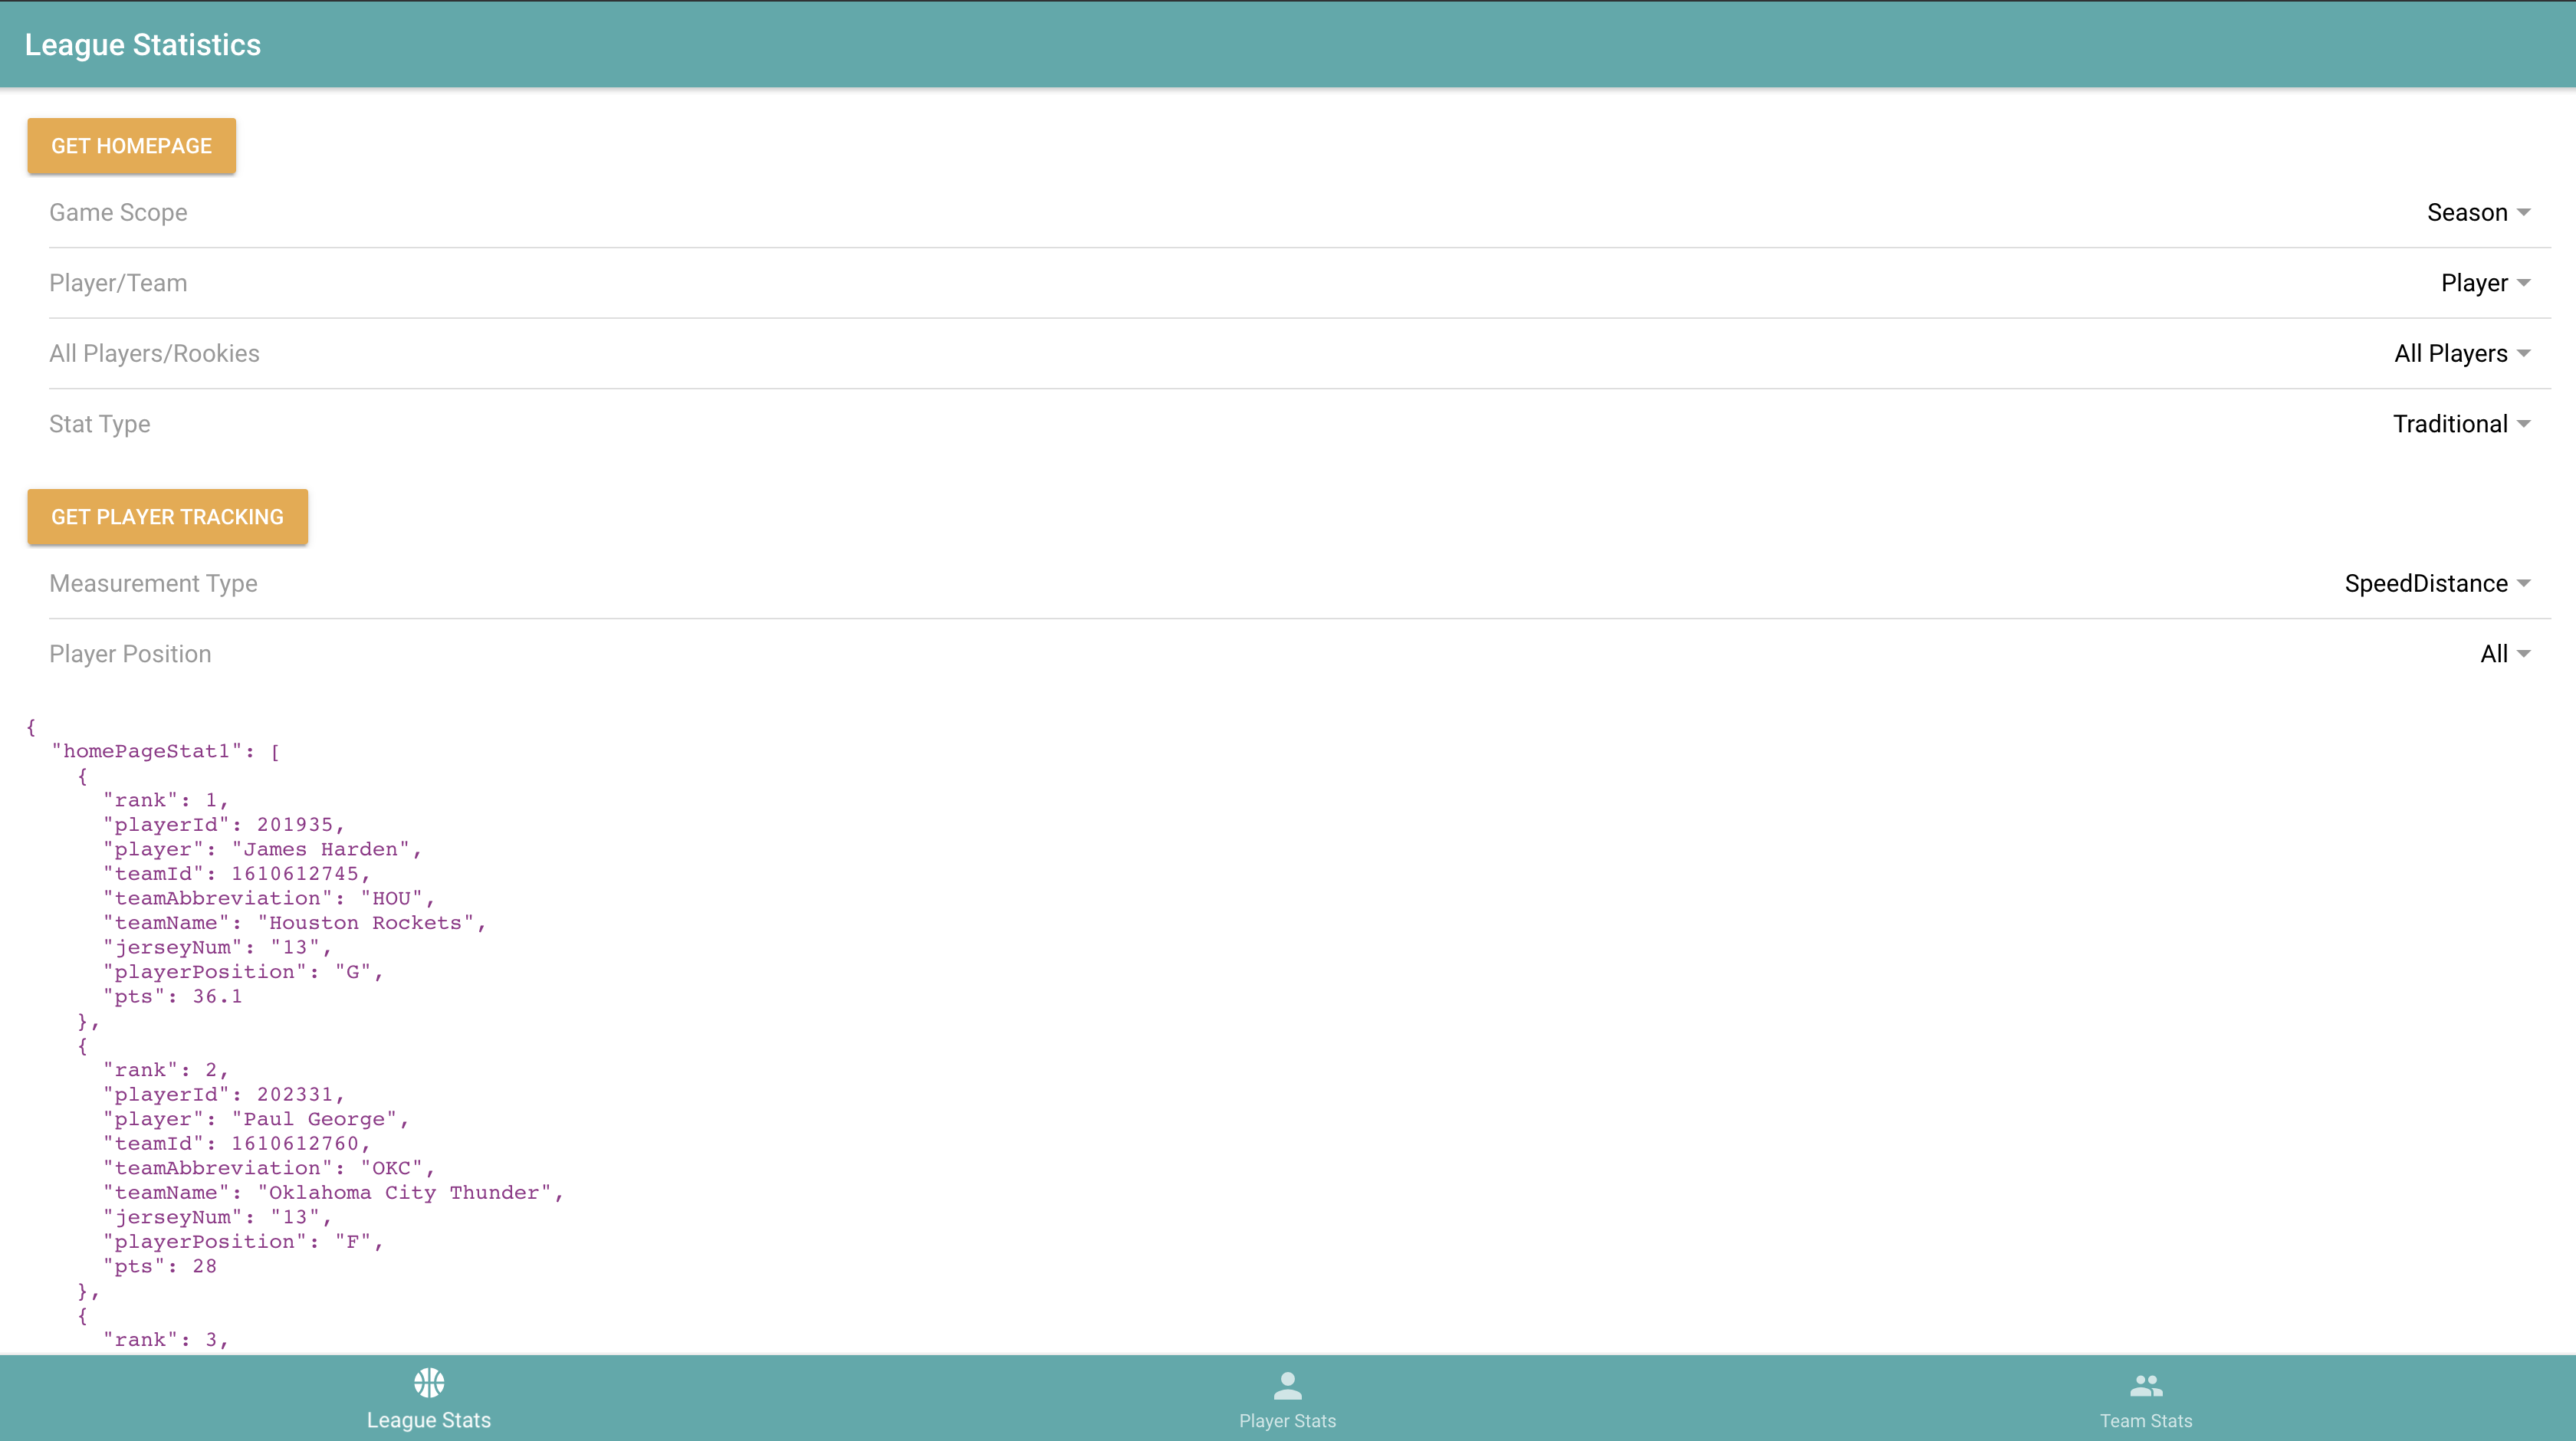 League Statistics
GET HOMEPAGE
Game Scope Season
Player/Team Player
All Players/Rookies All Players
Stat Type Traditional
GET PLAYER TRACKING
Measurement Type SpeedDistance
Player Position All
{
  "homePageStat1": [
    {
      "rank": 1,
      "playerId": 201935,
      "player": "James Harden",
      "teamId": 1610612745,
      "teamAbbreviation": "HOU",
      "teamName": "Houston Rockets",
      "jerseyNum": "13",
      "playerPosition": "G",
      "pts": 36.1
    },
    {
      "rank": 2,
      "playerId": 202331,
      "player": "Paul George",
      "teamId": 1610612760,
      "teamAbbreviation": "OKC",
      "teamName": "Oklahoma City Thunder",
      "jerseyNum": "13",
      "playerPosition": "F",
      "pts": 28
    },
    {
      "rank": 3,
League Stats Player Stats Team Stats